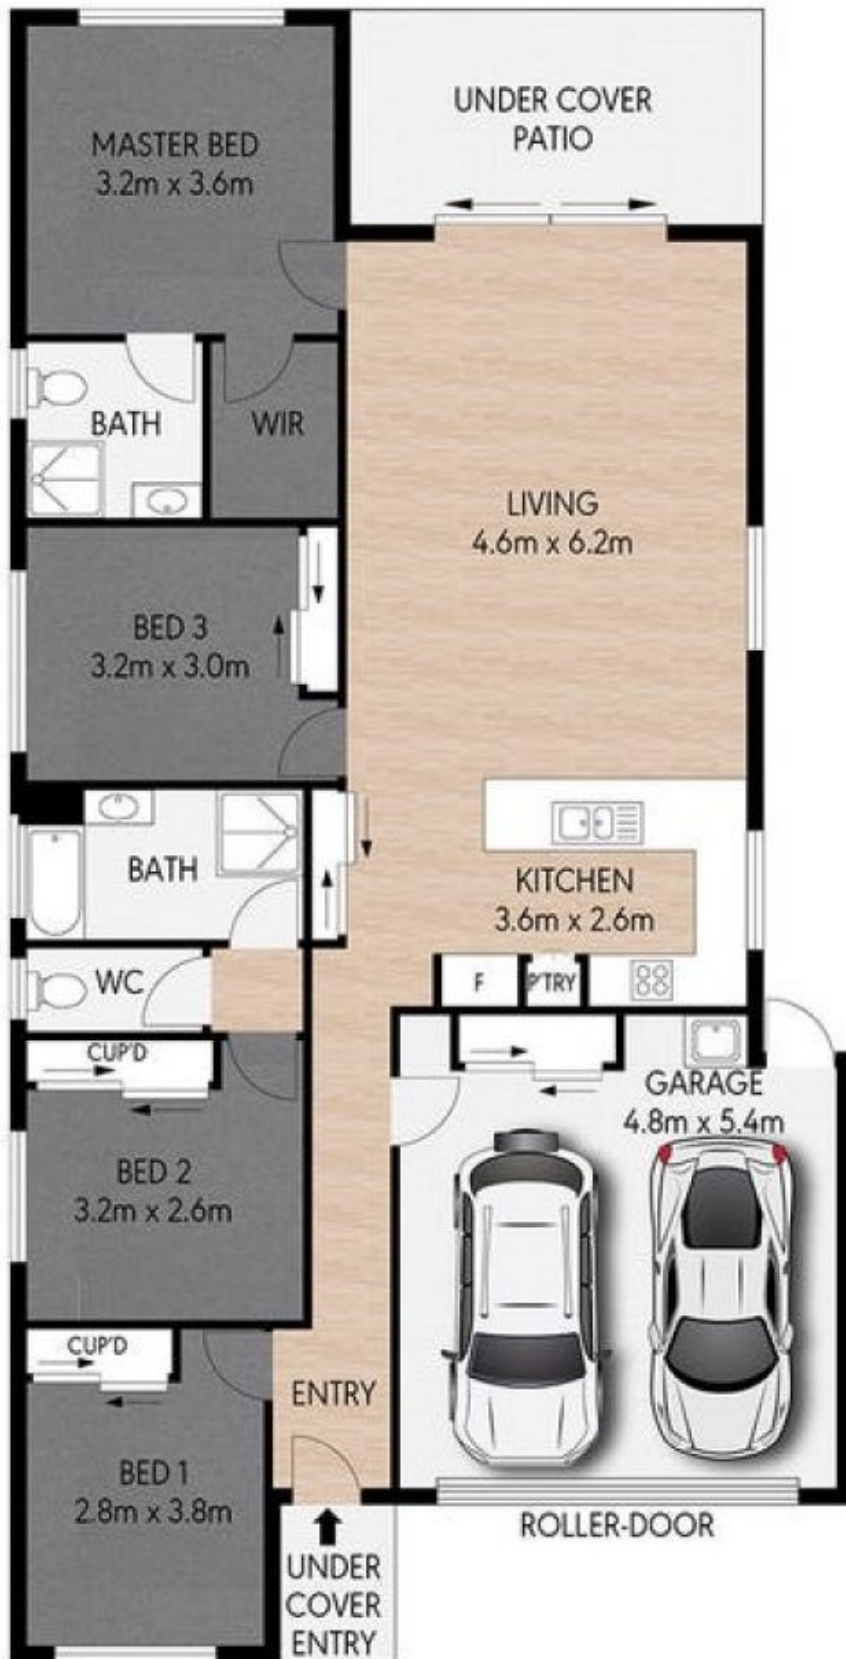 MASTER BED
3.2m x 3.6m
UNDER COVER
PATIO
BATH
WIR
LIVING
4.6m x 6.2m
BED 3
3.2m x 3.0m
BATH
KITCHEN
3.6m x 2.6m
WC
F
P'TRY
CUP'D
GARAGE
4.8m x 5.4m
BED 2
3.2m x 2.6m
CUP'D
ENTRY
BED 1
2.8m x 3.8m
ROLLER-DOOR
UNDER
COVER
ENTRY